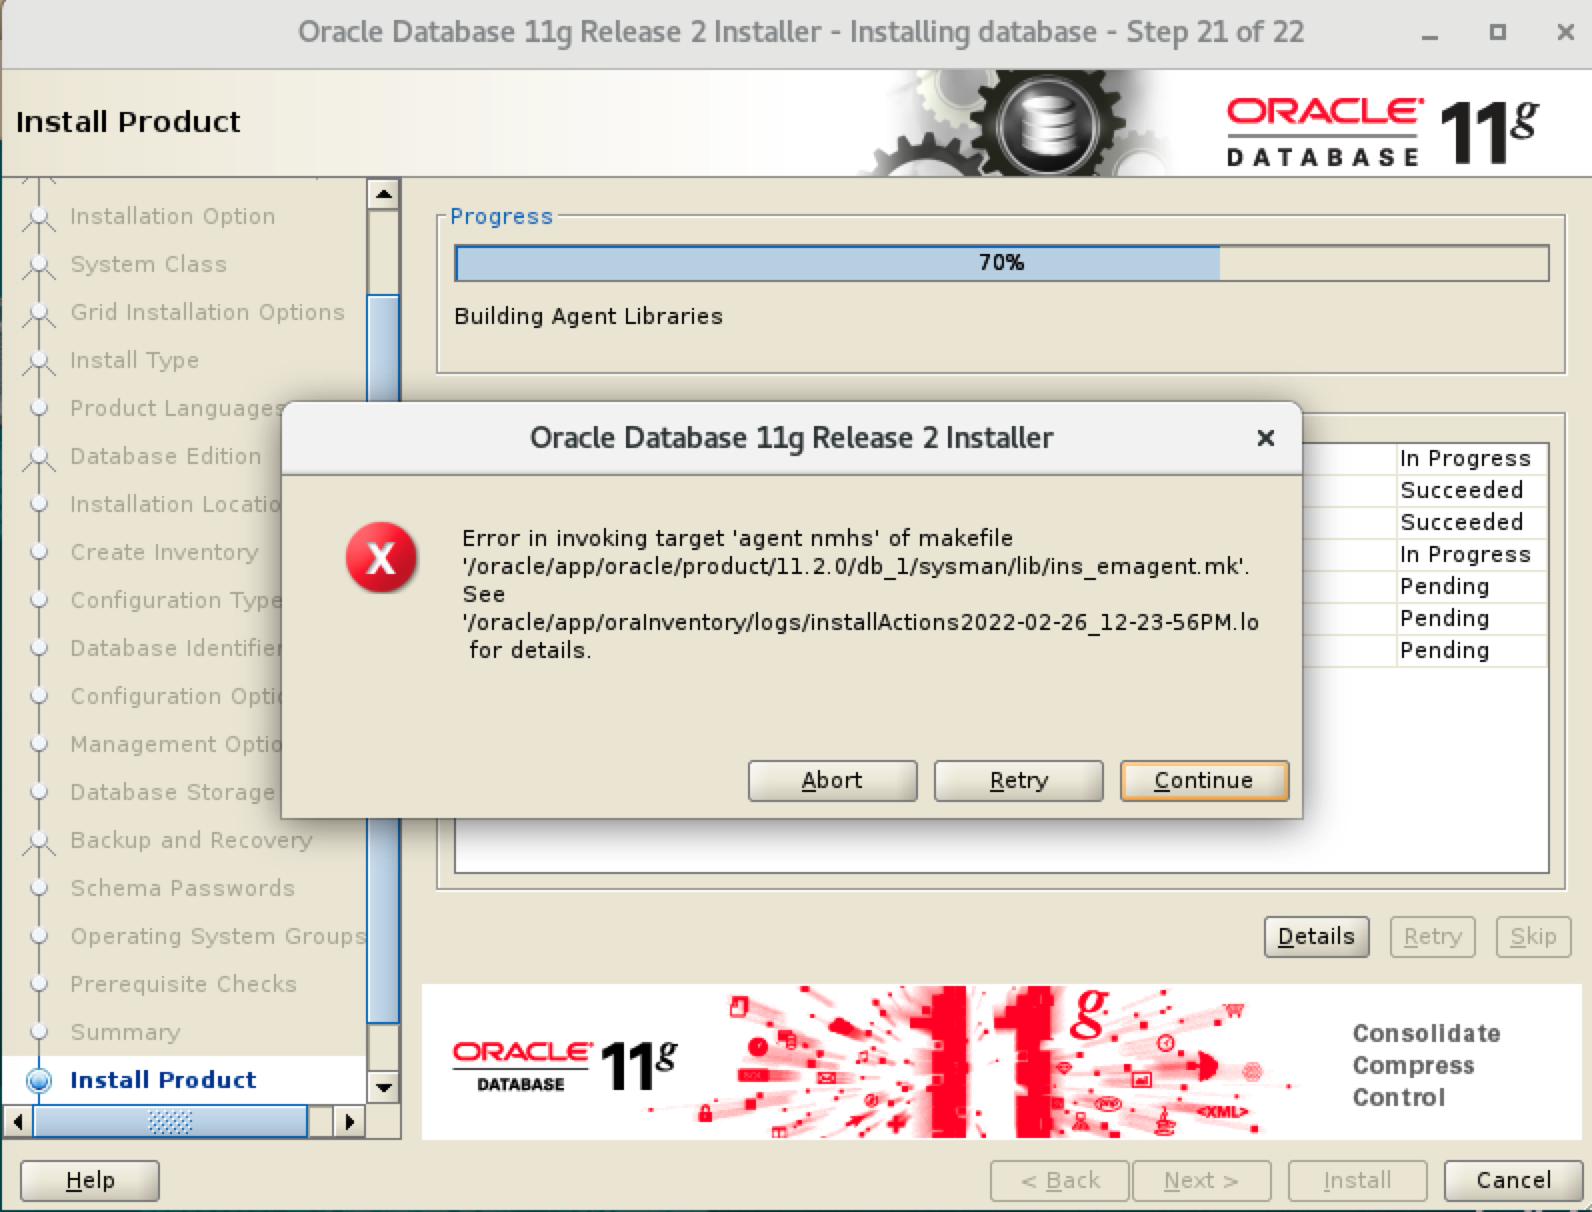 Oracle Database 11g Release 2 Installer - Installing database - Step 21 of 22
Install Product
ORACLE
DATABASE
11g
Installation Option
System Class
Grid Installation Options
Install Type
Product Languages
Database Edition
Installation Locatio
Create Inventory
Configuration Type
Database Identifier
Configuration Optio
Management Optio
Database Storage
Backup and Recovery
Schema Passwords
Operating System Groups
Prerequisite Checks
Summary
Install Product
Progress
70%
Building Agent Libraries
In Progress
Succeeded
Succeeded
In Progress
Pending
Pending
Pending
Oracle Database 11g Release 2 Installer
Error in invoking target 'agent nmhs' of makefile
'/oracle/app/oracle/product/11.2.0/db_1/sysman/lib/ins_emagent.mk'.
See
'/oracle/app/oraInventory/logs/installActions2022-02-26_12-23-56PM.lo
for details.
Abort
Retry
Continue
Details
Retry
Skip
ORACLE
DATABASE
11g
11g
<XML>
Consolidate
Compress
Control
Help
< Back
Next >
Install
Cancel